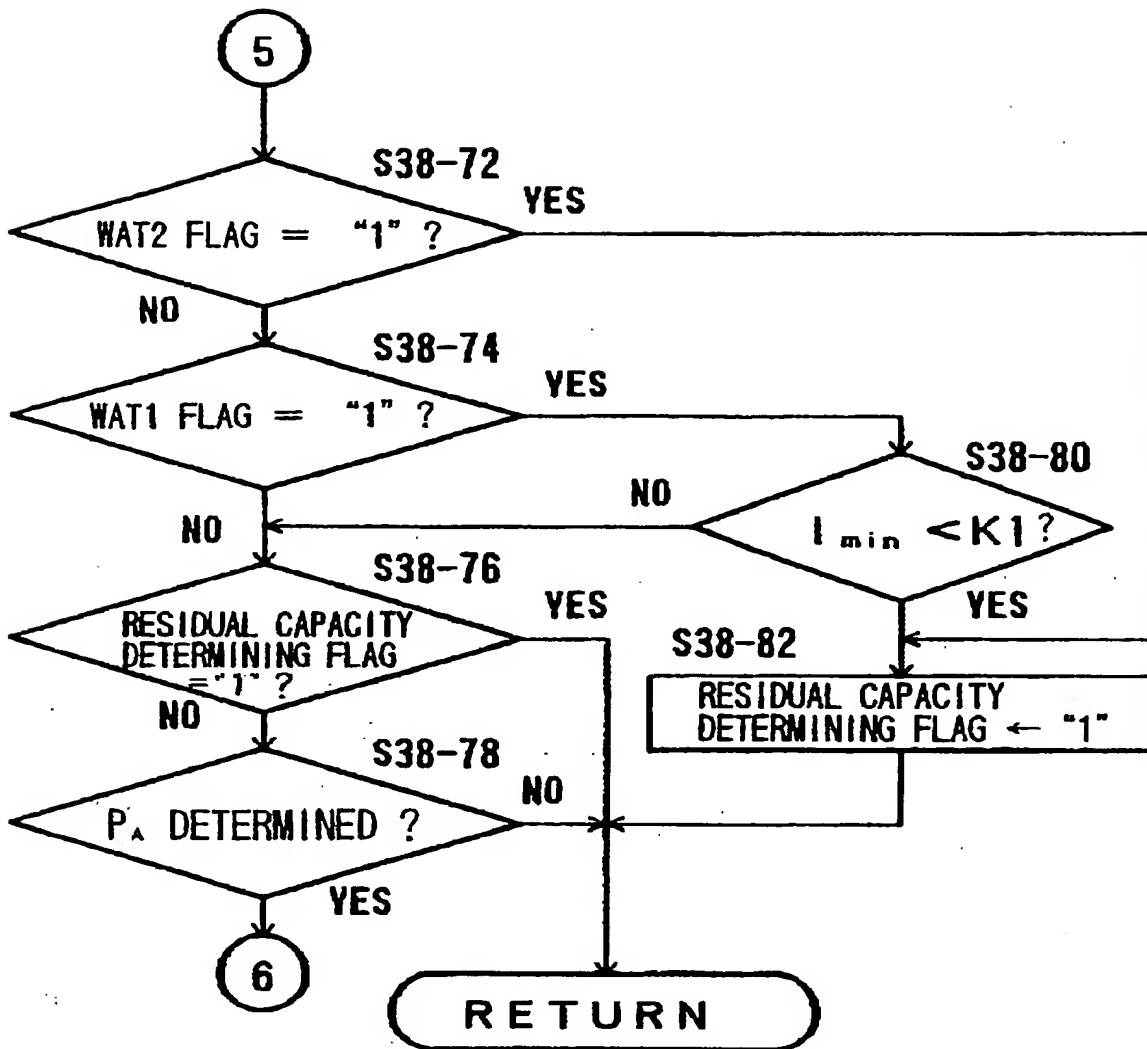 5
S38-72
WAT2 FLAG = "1" ?
YES
NO
S38-74
WAT1 FLAG = "1" ?
YES
NO
S38-80
I min < K1 ?
NO
YES
S38-76
RESIDUAL CAPACITY
DETERMINING FLAG
="1" ?
YES
NO
S38-82
RESIDUAL CAPACITY
DETERMINING FLAG ← "1"
S38-78
PA DETERMINED ?
NO
YES
6
RETURN